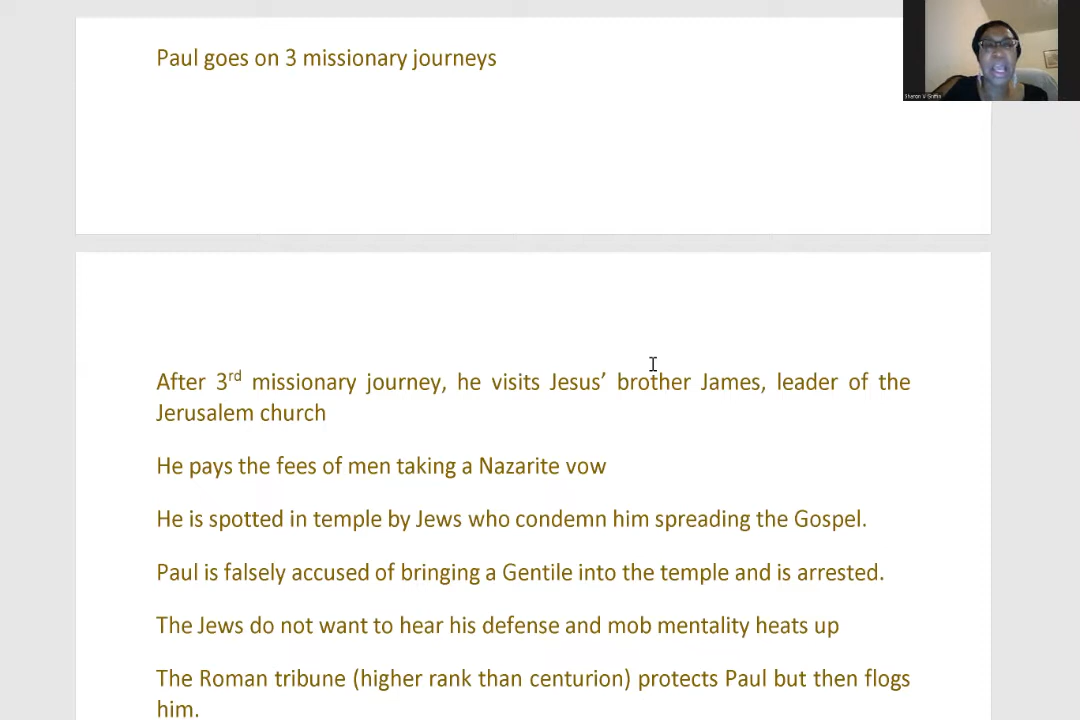 Paul goes on 3 missionary journeys
Sharon V Griffin
After 3rd missionary journey, he visits Jesus’ brother James, leader of the
Jerusalem church
He pays the fees of men taking a Nazarite vow
He is spotted in temple by Jews who condemn him spreading the Gospel.
Paul is falsely accused of bringing a Gentile into the temple and is arrested.
The Jews do not want to hear his defense and mob mentality heats up
The Roman tribune (higher rank than centurion) protects Paul but then flogs
him.